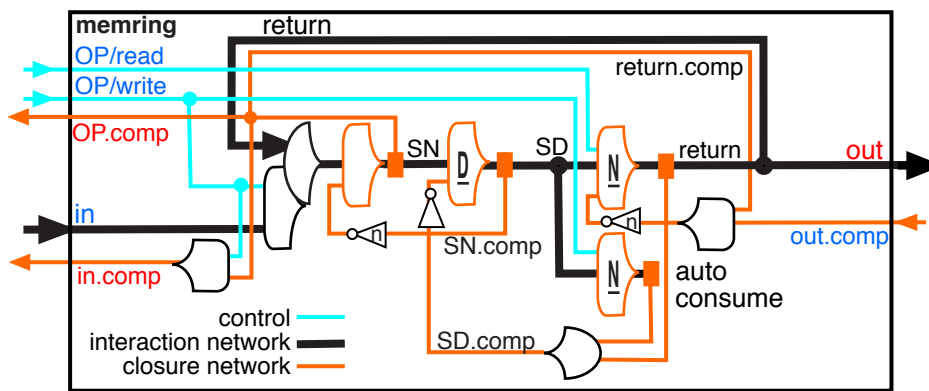 memring
return
OP/read
return.comp
OP/write
OP.comp
SN
SD
D
N
return
out
in
n
n
SN.comp
out.comp
in.comp
N
auto
consume
control
interaction network
SD.comp
closure network